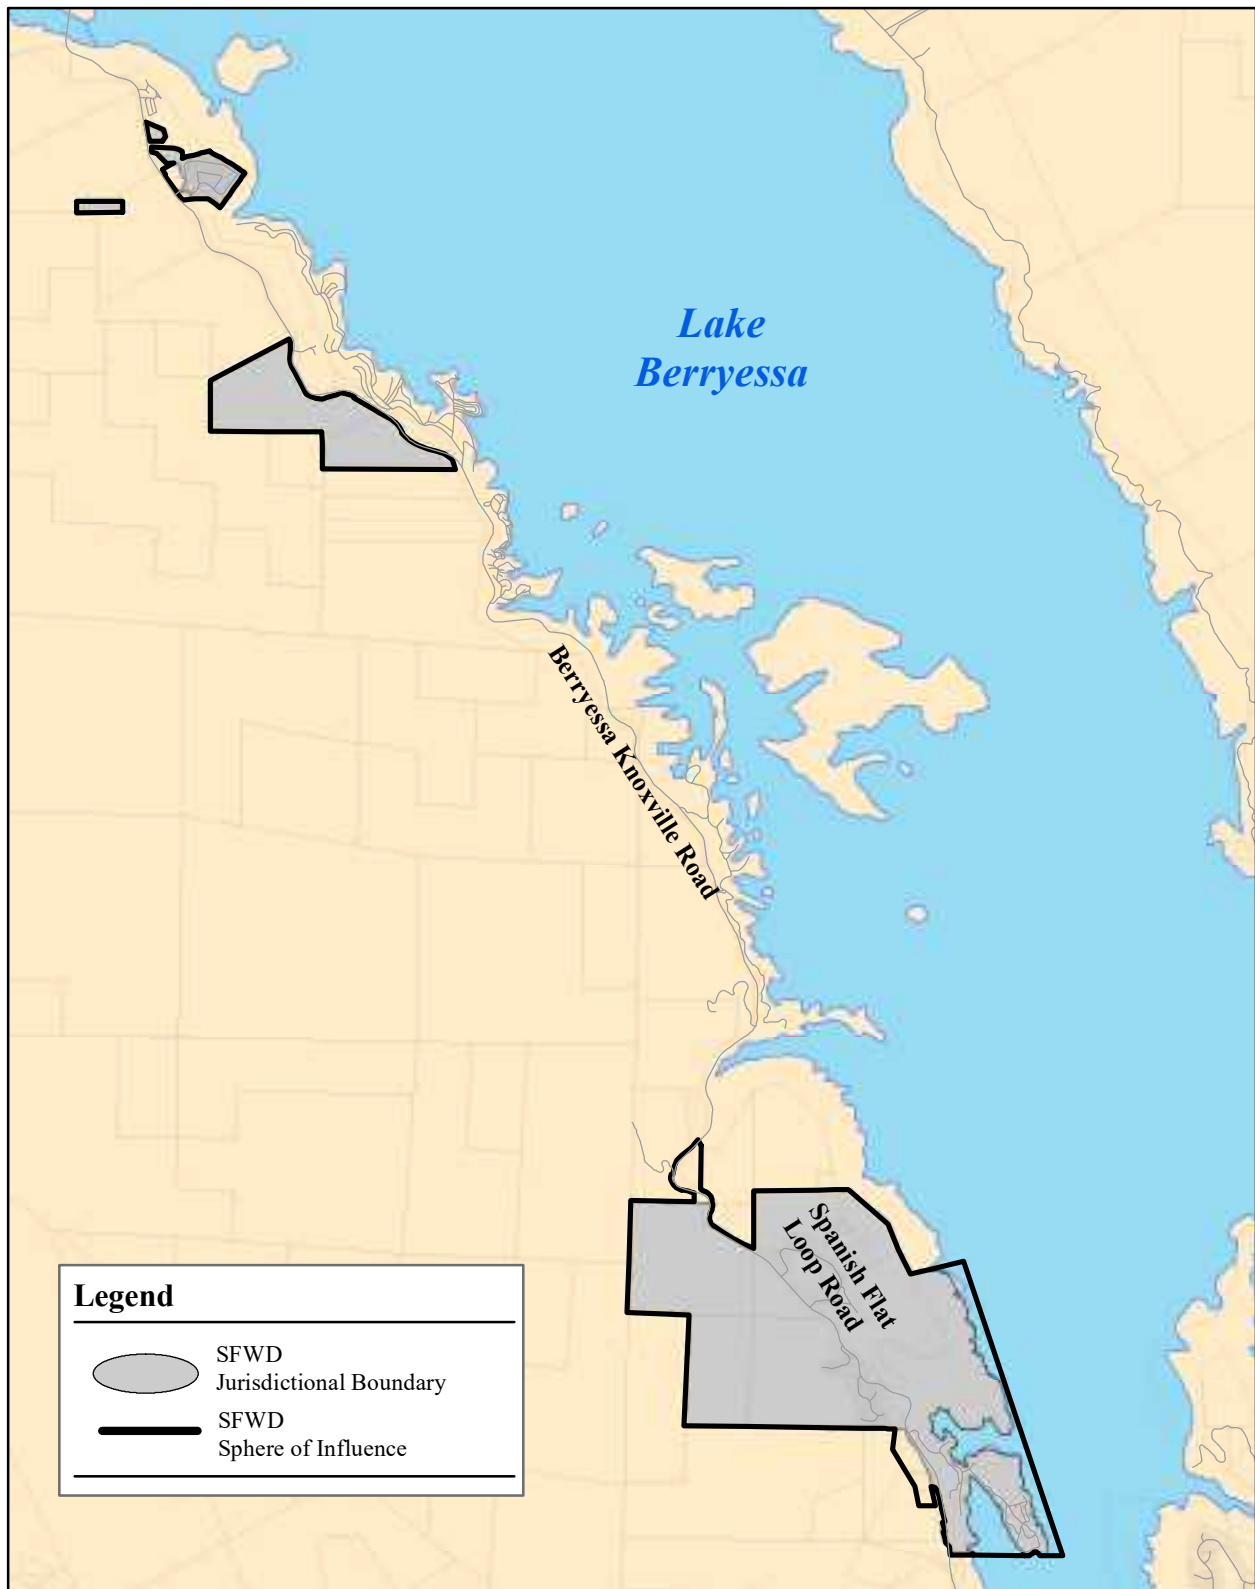 Lake
Berryessa
Berryessa Knoxville Road
Spanish Flat
Loop Road
Legend
SFWD
Jurisdictional Boundary
SFWD
Sphere of Influence